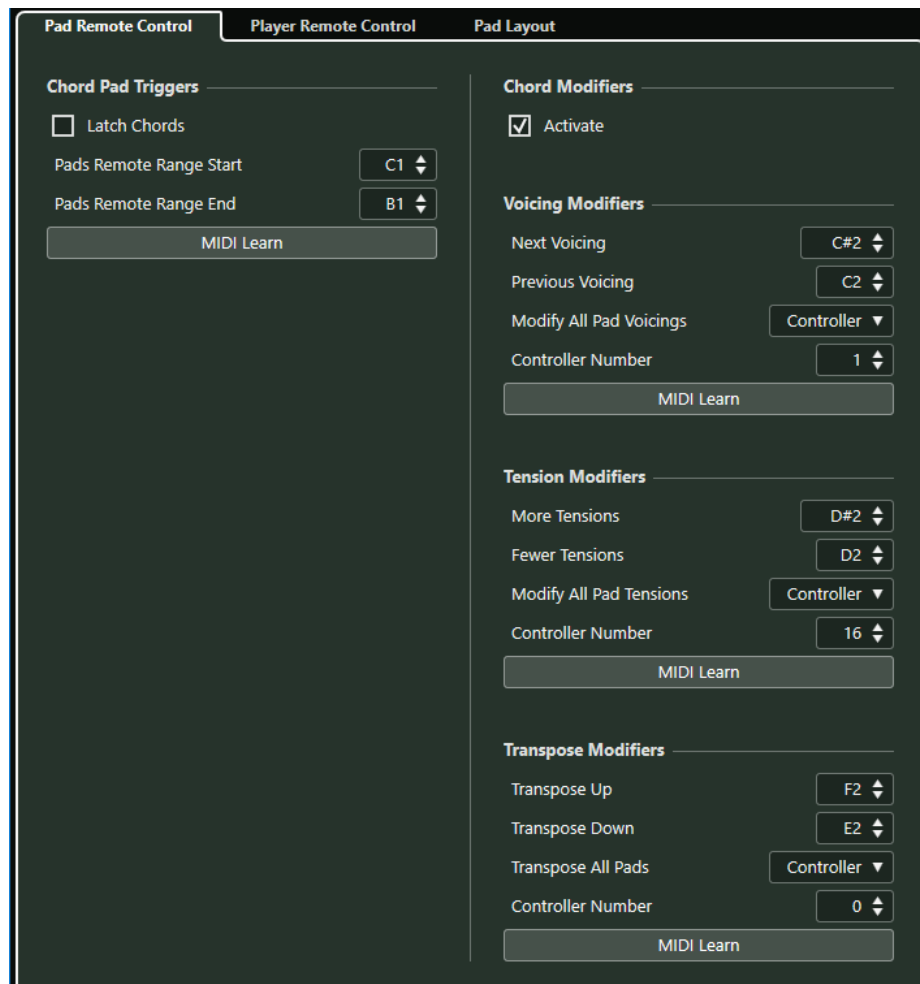 Pad Remote Control
Player Remote Control
Pad Layout
Chord Pad Triggers
Latch Chords
Pads Remote Range Start C1
Pads Remote Range End B1
MIDI Learn
Chord Modifiers
Activate
Voicing Modifiers
Next Voicing C#2
Previous Voicing C2
Modify All Pad Voicings Controller
Controller Number 1
MIDI Learn
Tension Modifiers
More Tensions D#2
Fewer Tensions D2
Modify All Pad Tensions Controller
Controller Number 16
MIDI Learn
Transpose Modifiers
Transpose Up F2
Transpose Down E2
Transpose All Pads Controller
Controller Number 0
MIDI Learn